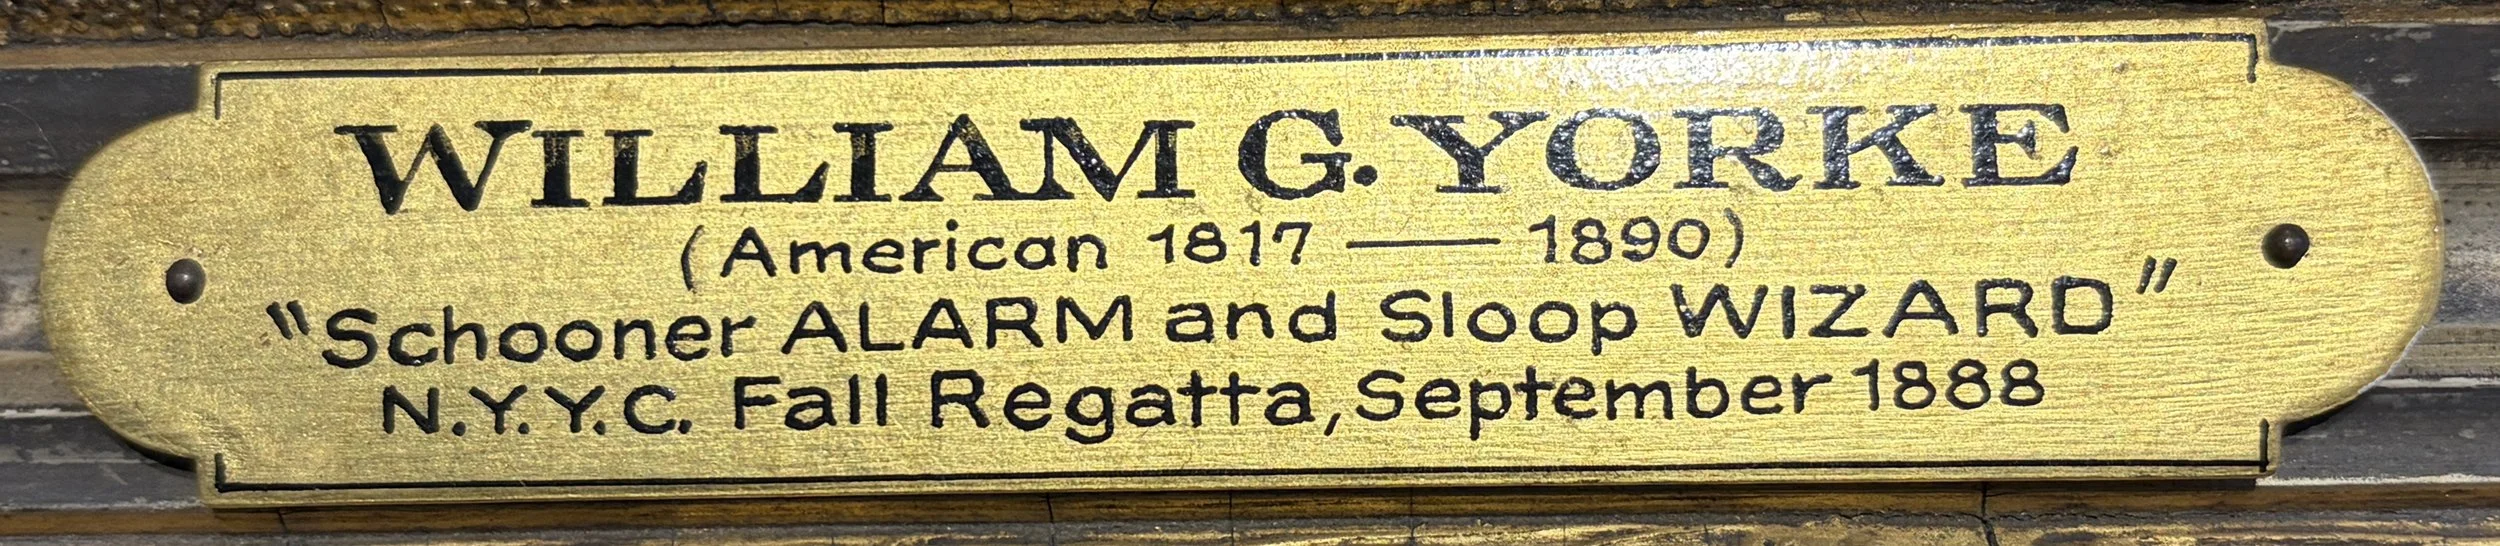 WILLIAM G. YORKE
(American 1817 — 1890)
"Schooner ALARM and Sloop WIZARD"
N.Y.Y.C. Fall Regatta, September 1888